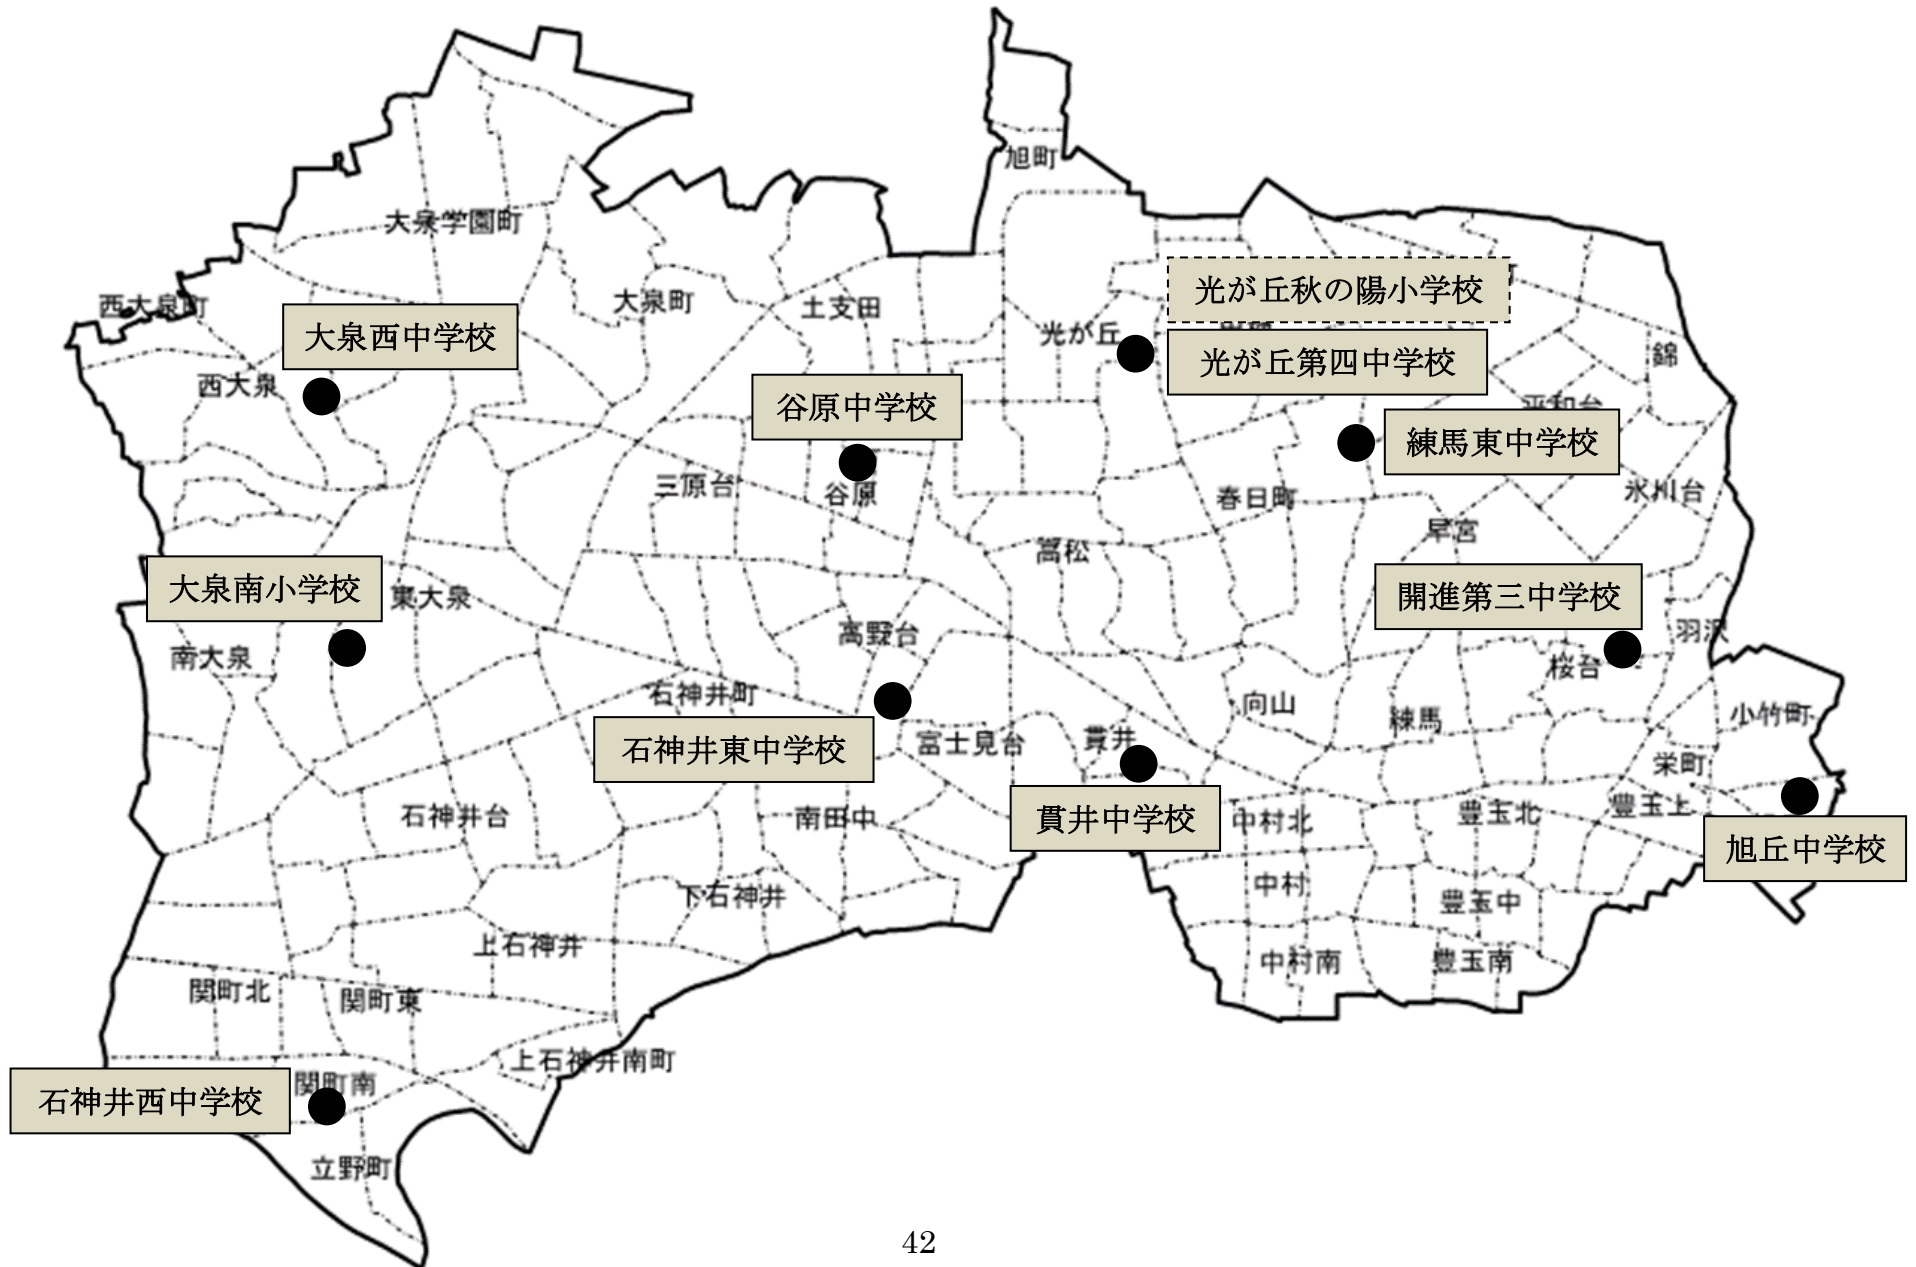 旭町
大泉学園町
西大泉町
大泉町
土支田
光が丘秋の陽小学校
大泉西中学校
光が丘
光が丘第四中学校
錦
西大泉
谷原中学校
平和台
練馬東中学校
三原台
谷原
春日町
氷川台
早宮
高松
大泉南小学校
東大泉
開進第三中学校
高野台
羽沢
南大泉
桜台
石神井町
向山
練馬
小竹町
石神井東中学校
富士見台
貫井
栄町
石神井台
南田中
貫井中学校
中村北
豊玉北
豊玉上
旭丘中学校
下石神井
中村
豊玉中
上石神井
中村南
豊玉南
関町北
関町東
上石神井南町
石神井西中学校
関町南
立野町
42